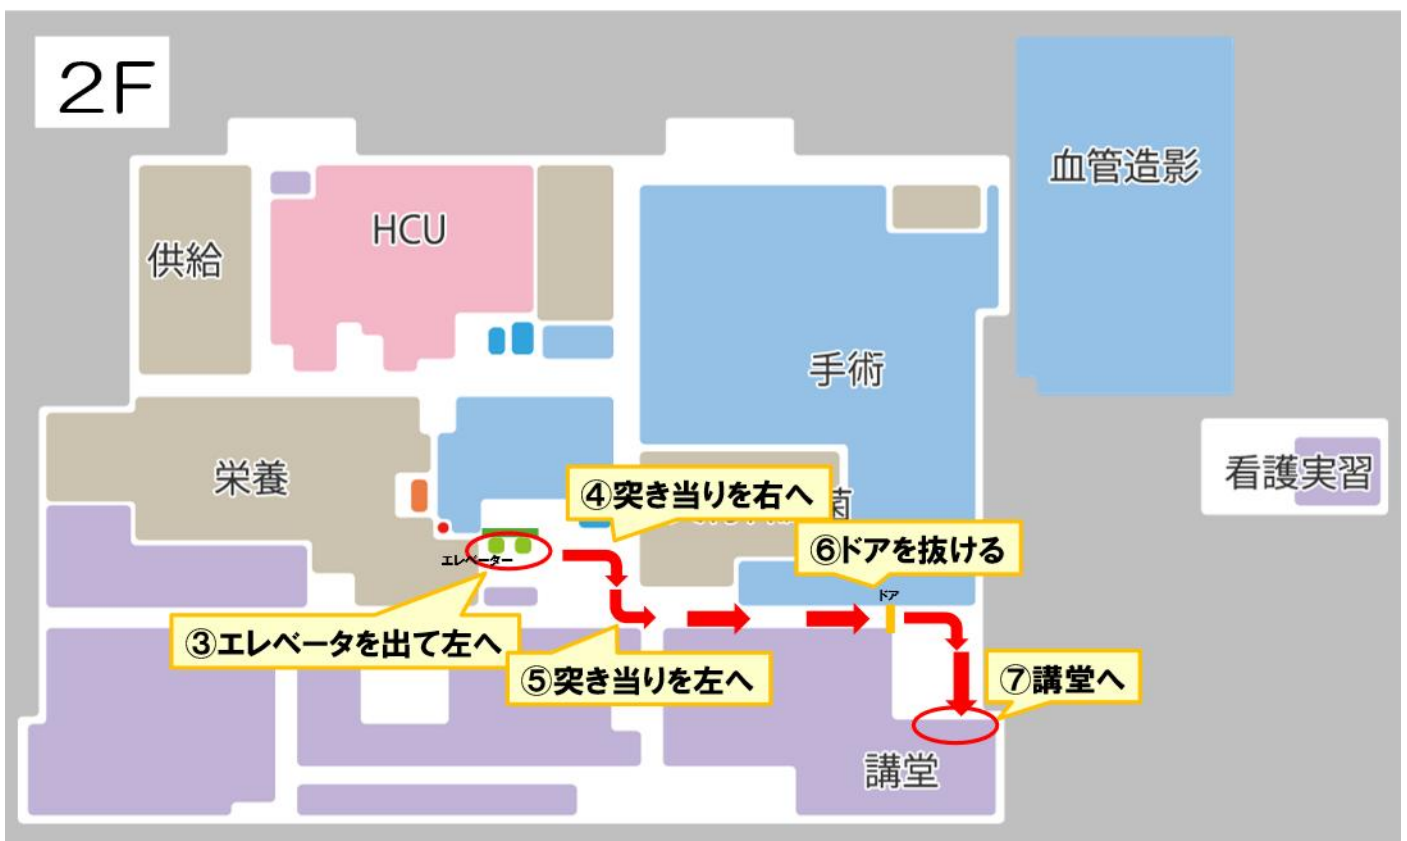 2F
血管造影
HCU
供給
手術
栄養
看護実習
④突き当りを右へ
菌
⑥ドアを抜ける
エレベーター
ドア
③エレベータを出て左へ
⑤突き当りを左へ
⑦講堂へ
講堂